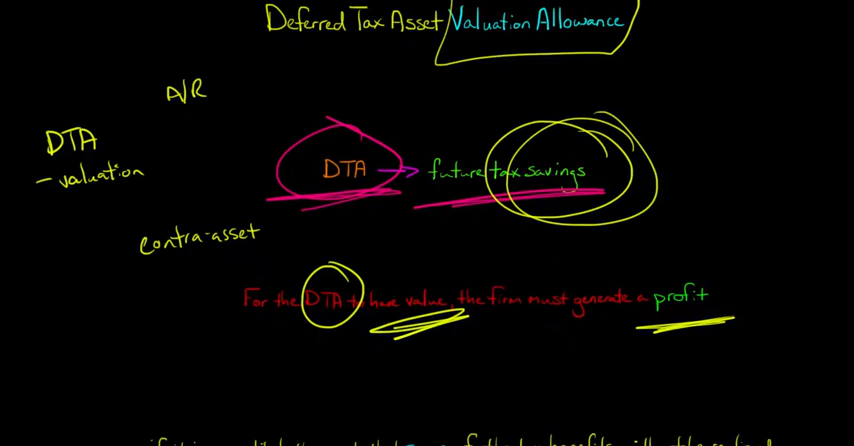 Deferred Tax Asset Valuation Allowance
A/R
DTA
- valuation
DTA → future tax savings
contra-asset
For the DTA to have value, the firm must generate a profit